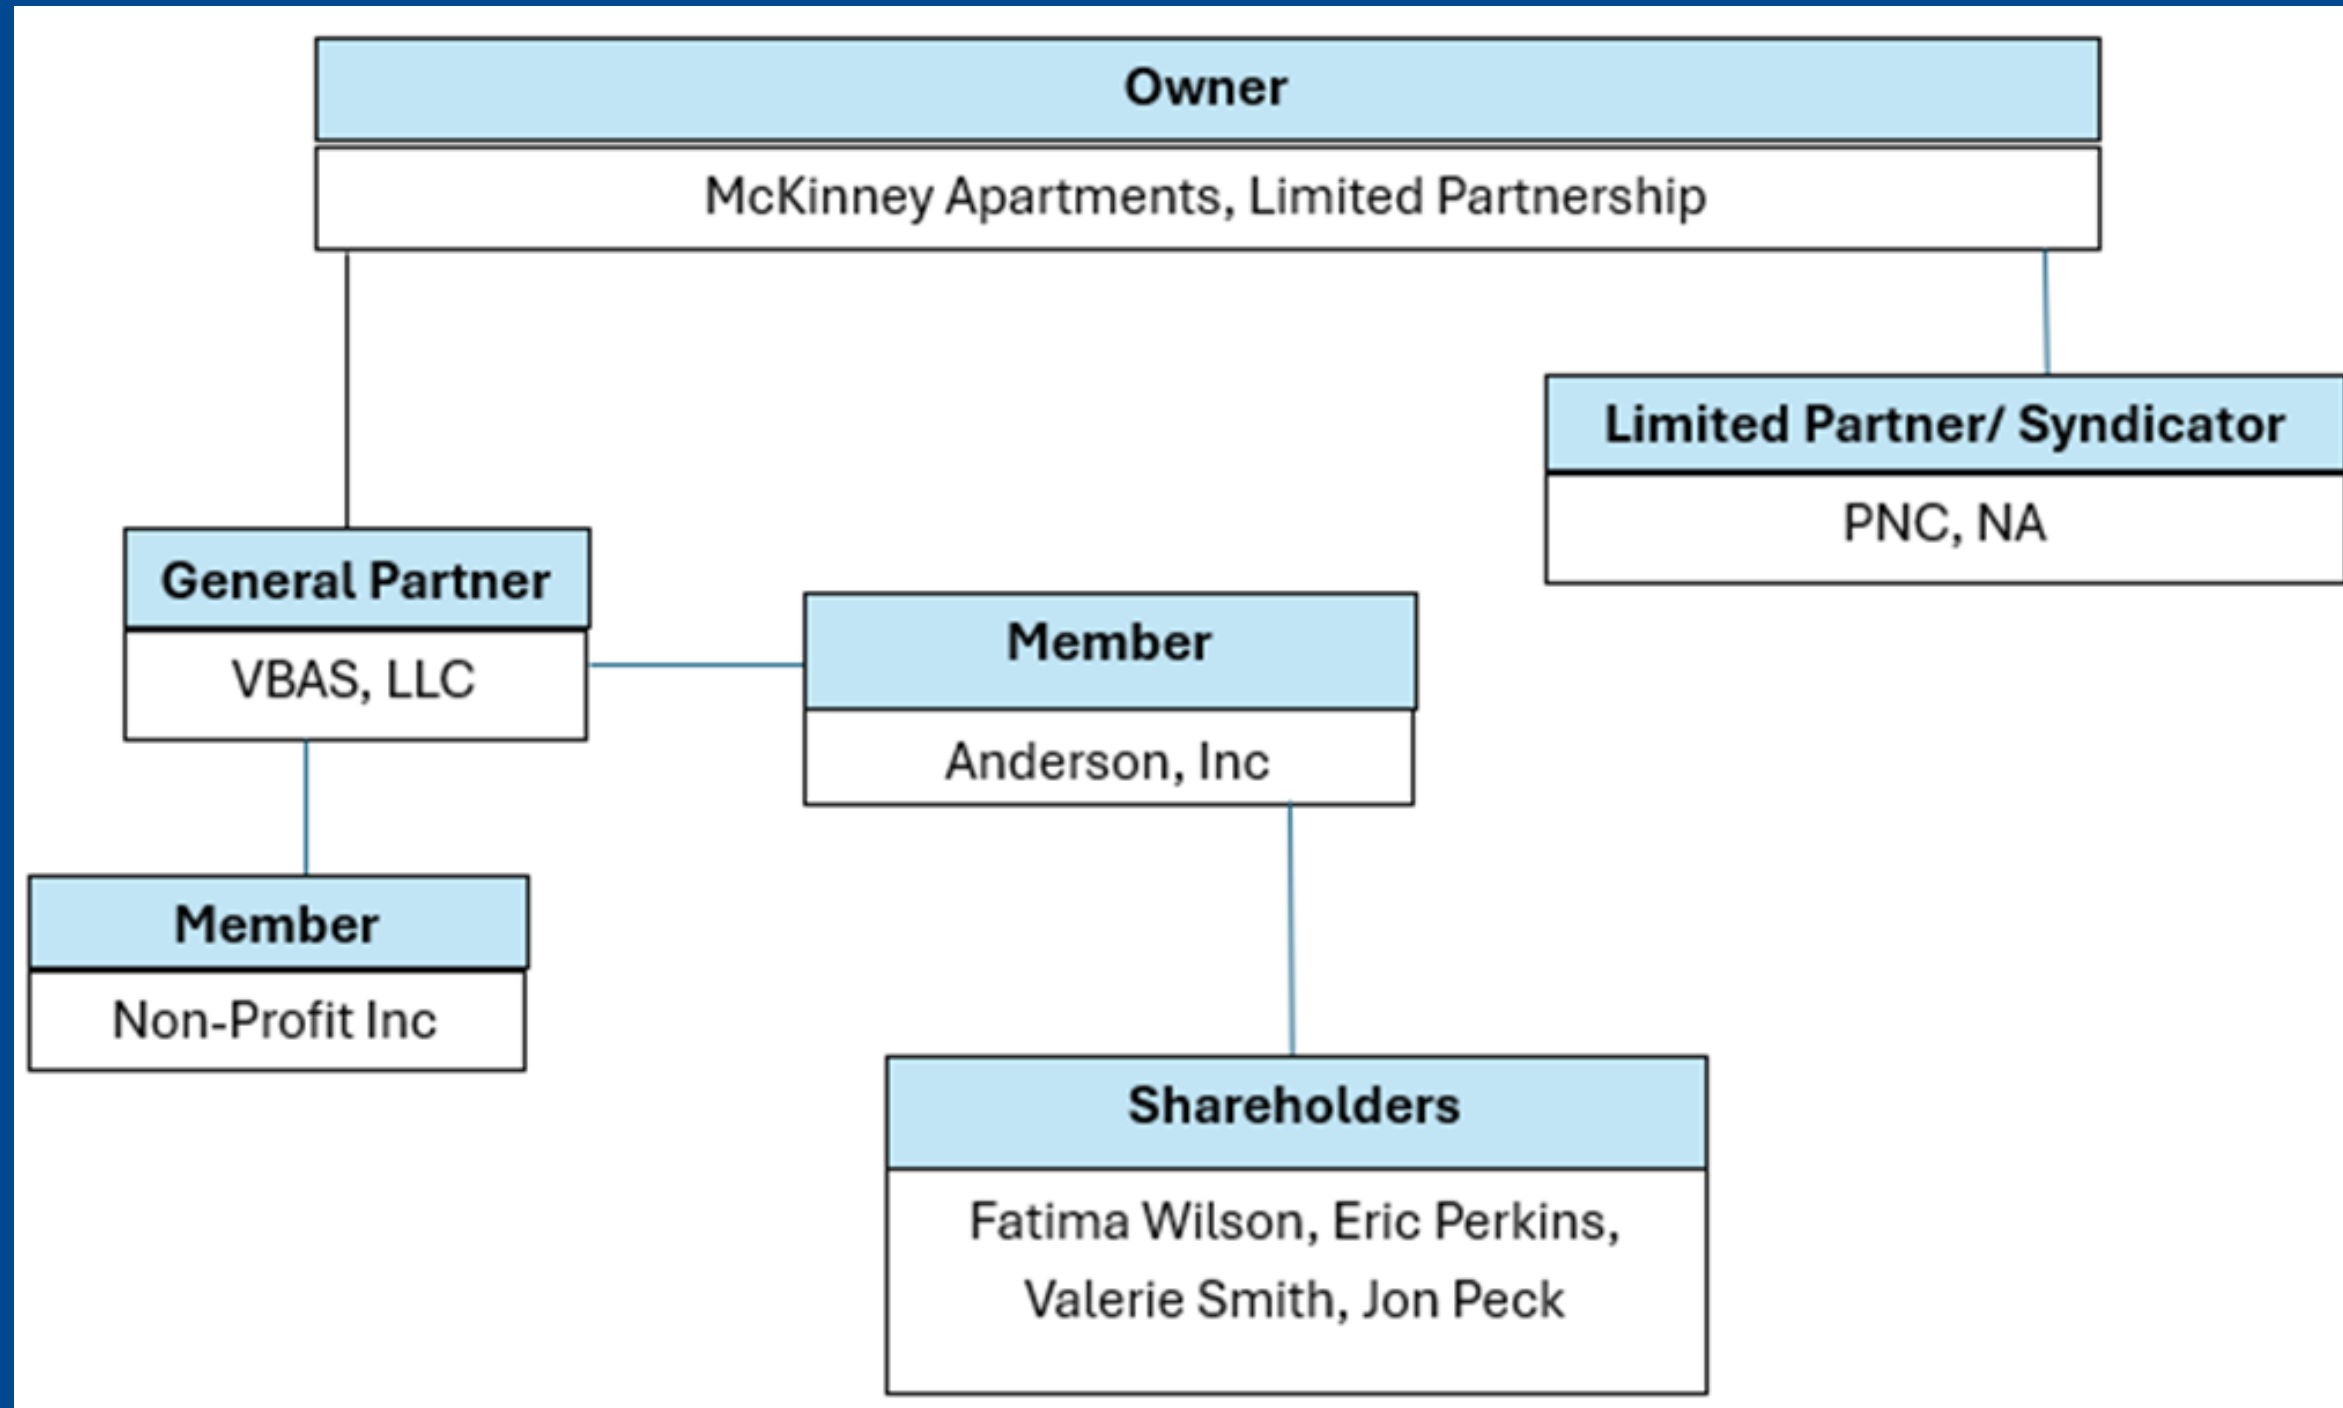 Owner
McKinney Apartments, Limited Partnership
Limited Partner/ Syndicator
PNC, NA
General Partner
VBAS, LLC
Member
Anderson, Inc
Member
Non-Profit Inc
Shareholders
Fatima Wilson, Eric Perkins,
Valerie Smith, Jon Peck